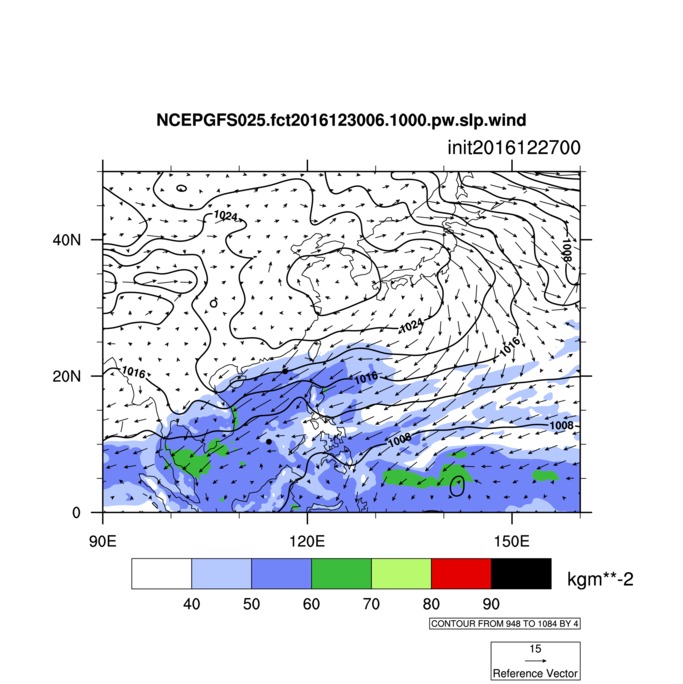 NCEPGFS025.fct2016123006.1000.pw.slp.wind
init2016122700
1024
1008
40N
1024
1016
1016
20N
1016
1008
1008
0
90E 120E 150E
40 50 60 70 80 90
kgm**-2
CONTOUR FROM 948 TO 1084 BY 4
15
Reference Vector